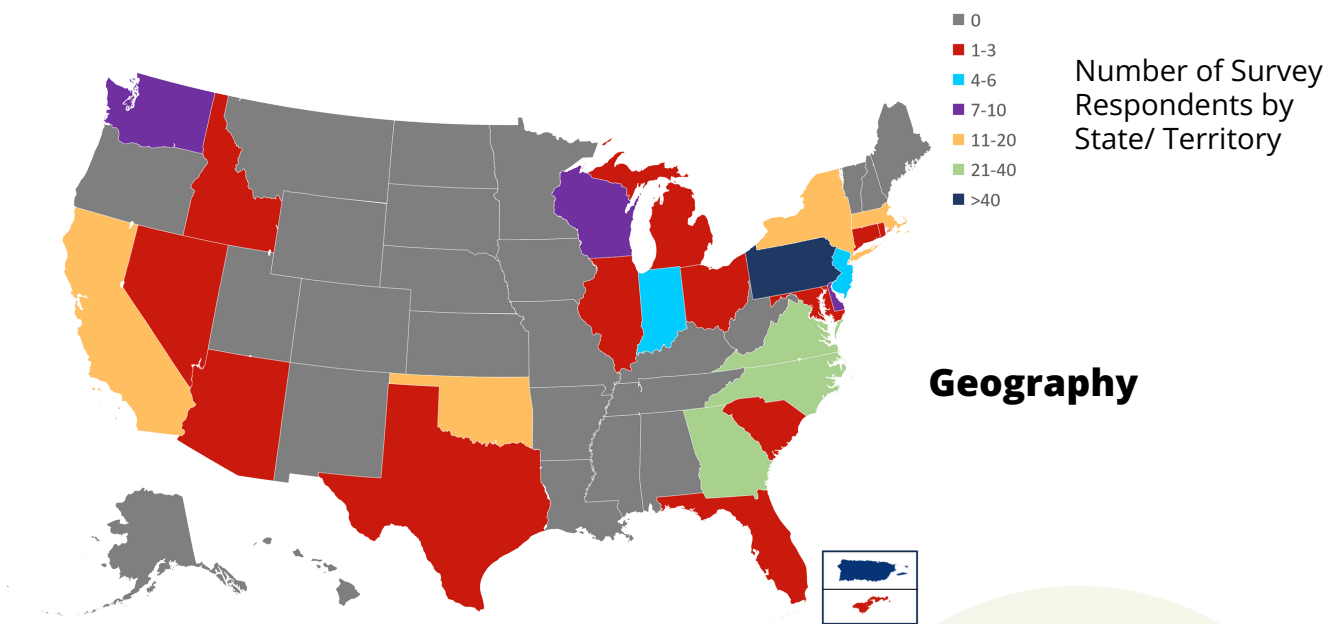 0
1-3
4-6
7-10
11-20
21-40
>40
Number of Survey
Respondents by
State/ Territory
Geography